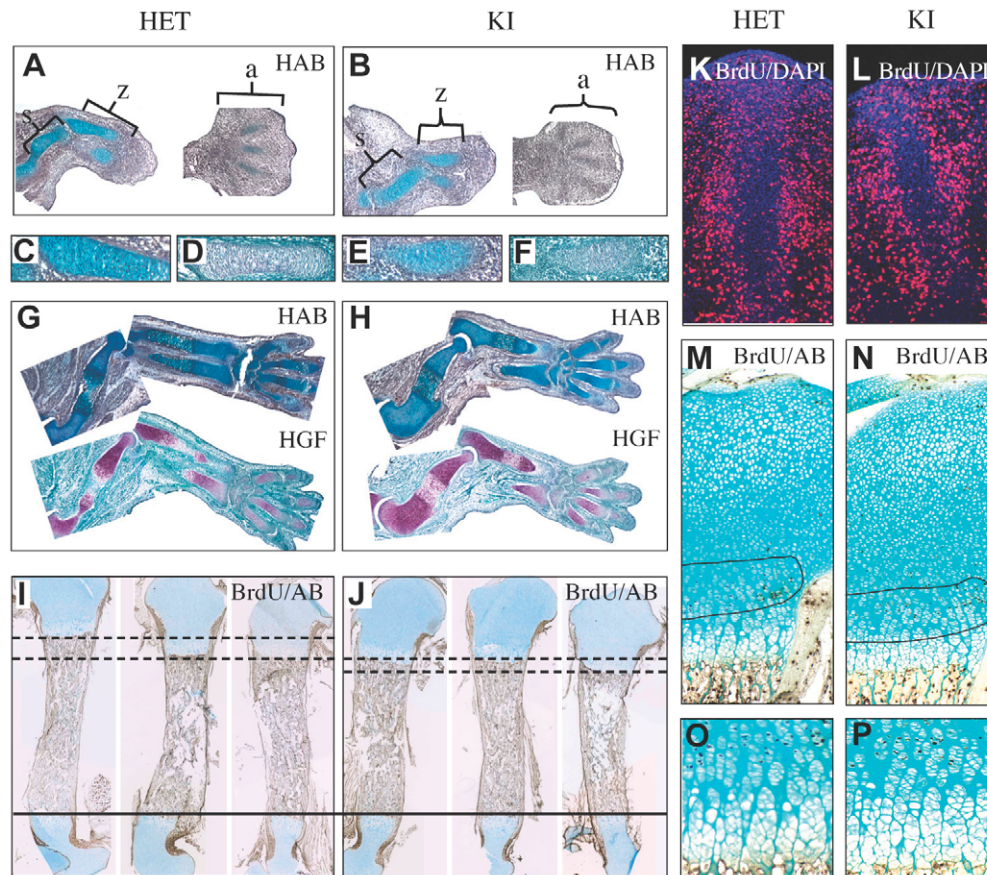 HET KI HET KI
A HAB B HAB K BrdU/DAPI L BrdU/DAPI
s z a s z a
C D E F
G HAB H HAB
M BrdU/AB N BrdU/AB
HGF HGF
I BrdU/AB J BrdU/AB
O P